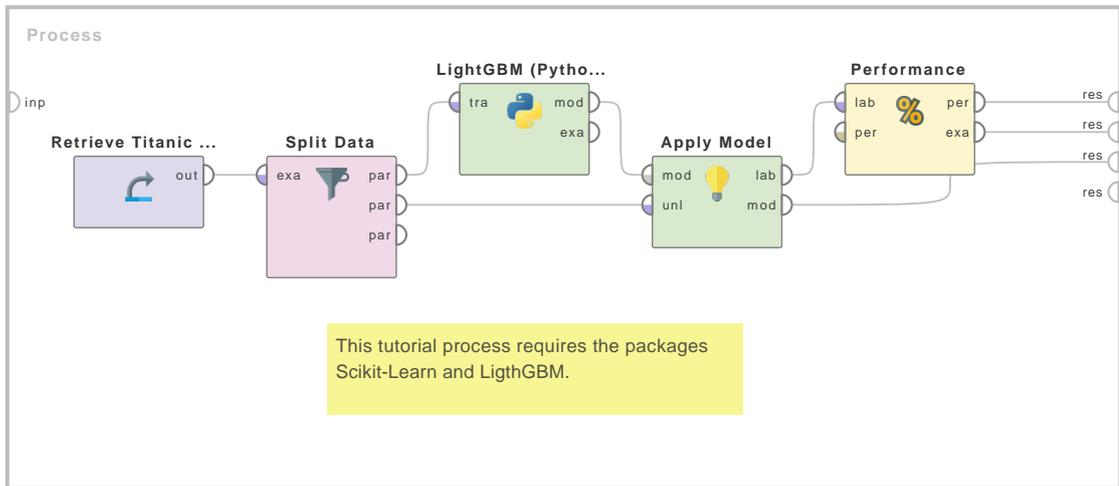 Process
inp
Retrieve Titanic ...
out
Split Data
exa
par
par
par
LightGBM (Pytho...
tra
mod
exa
Apply Model
mod
lab
unl
mod
Performance
lab
per
per
exa
res
res
res
res
This tutorial process requires the packages
Scikit-Learn and LigthGBM.